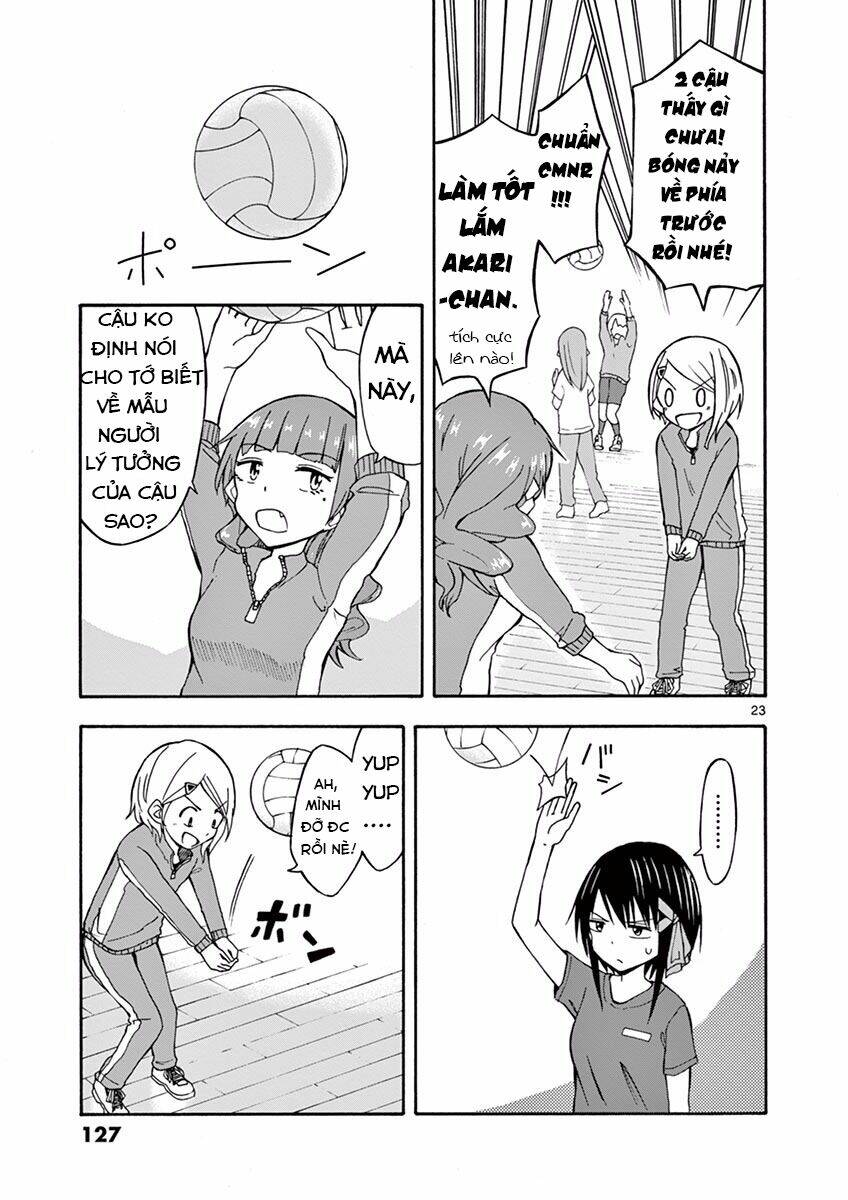 2 CẬU
THẤY GÌ
CHƯA!
BÓNG NẢY
VỀ PHÍA
TRƯỚC
RỒI NHÉ!
CHUẨN
CMNR
!!!
LÀM TỐT
LẮM
AKARI
-CHAN.
tích cực
lên nào!
ポーン
MÀ
NÀY,
CẬU KO
ĐỊNH NÓI
CHO TỚ BIẾT
VỀ MẪU
NGƯỜI
LÝ TƯỞNG
CỦA CẬU
SAO?
23
.........
YUP
YUP
....
AH,
MÌNH
ĐỠ ĐC
RỒI NÈ!
ボン
127